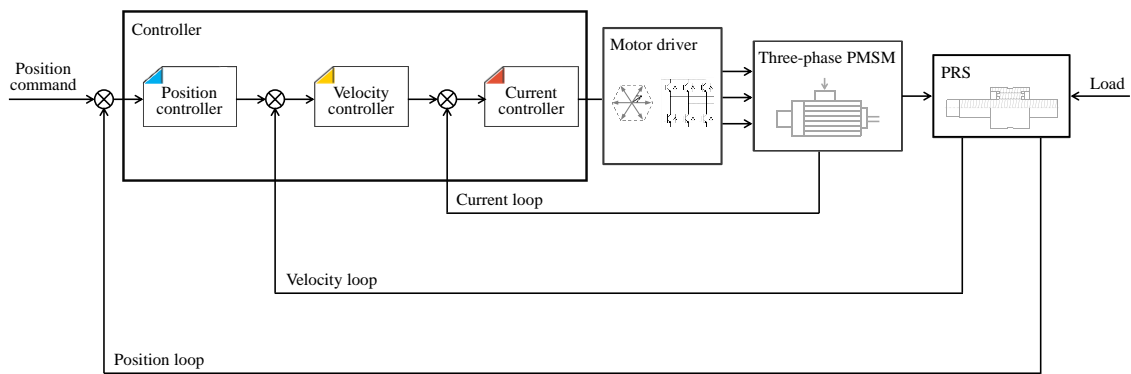 Controller
Motor driver
Three-phase PMSM
PRS
Position
command
Position
controller
Velocity
controller
Current
controller
Load
Current loop
Velocity loop
Position loop